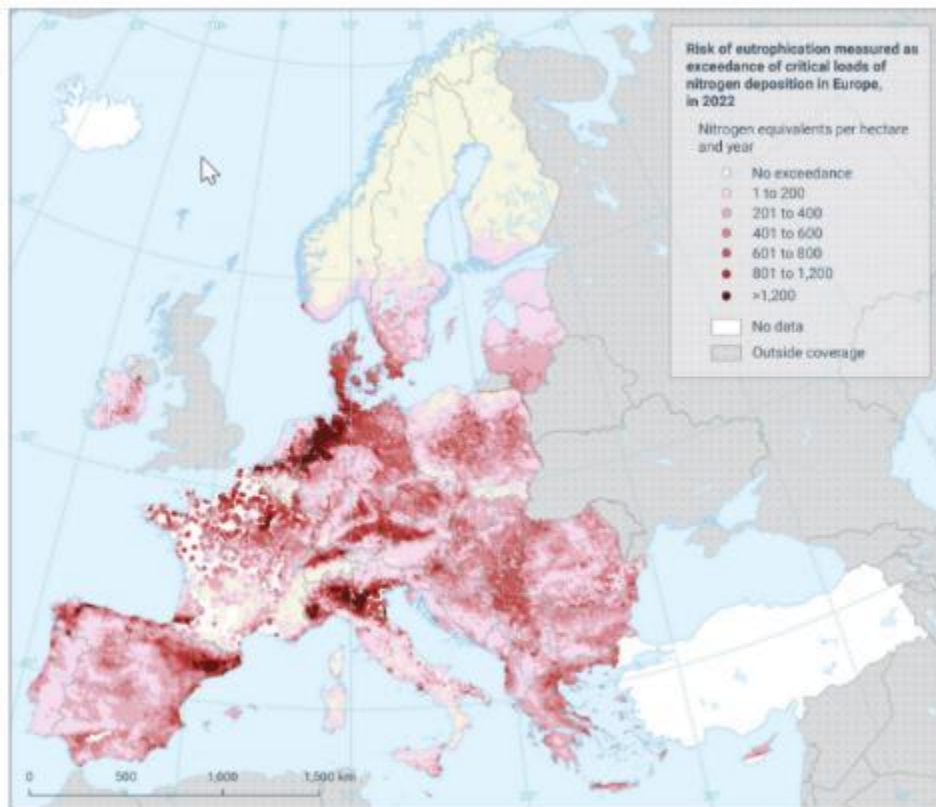 Risk of eutrophication measured as
exceedance of critical loads of
nitrogen deposition in Europe,
in 2022
Nitrogen equivalents per hectare
and year
No exceedance
1 to 200
201 to 400
401 to 600
601 to 800
801 to 1,200
>1,200
No data
Outside coverage
0 500 1,000 1,500 km